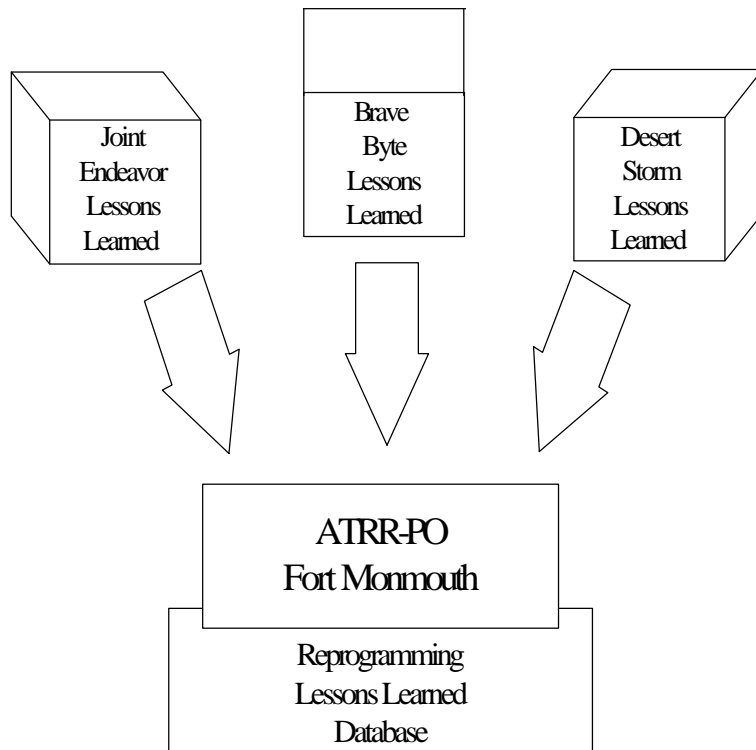 Joint
Endeavor
Lessons
Learned
Brave
Byte
Lessons
Learned
Desert
Storm
Lessons
Learned
ATRR-PO
Fort Monmouth
Reprogramming
Lessons Learned
Database